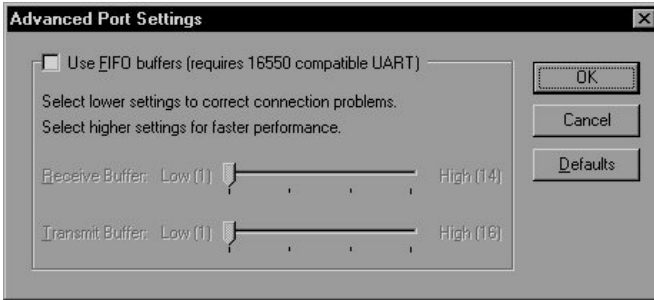 Advanced Port Settings
Use FIFO buffers (requires 16550 compatible UART)
Select lower settings to correct connection problems.
Select higher settings for faster performance.
Receive Buffer: Low (1) High (14)
Transmit Buffer: Low (1) High (16)
OK
Cancel
Defaults